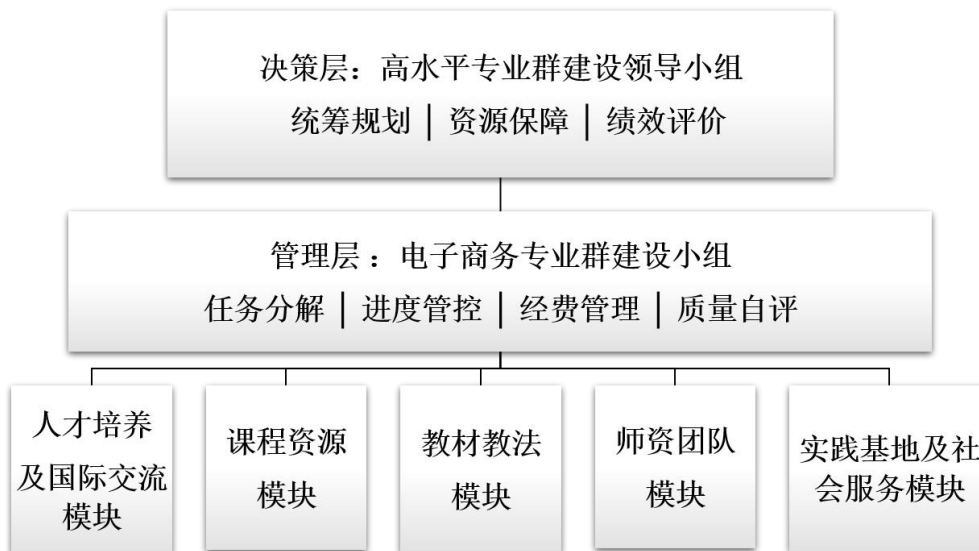 决策层：高水平专业群建设领导小组
统筹规划 | 资源保障 | 绩效评价
管理层 ：电子商务专业群建设小组
任务分解 | 进度管控 | 经费管理 | 质量自评
人才培养
及国际交流
模块
课程资源
模块
教材教法
模块
师资团队
模块
实践基地及社
会服务模块